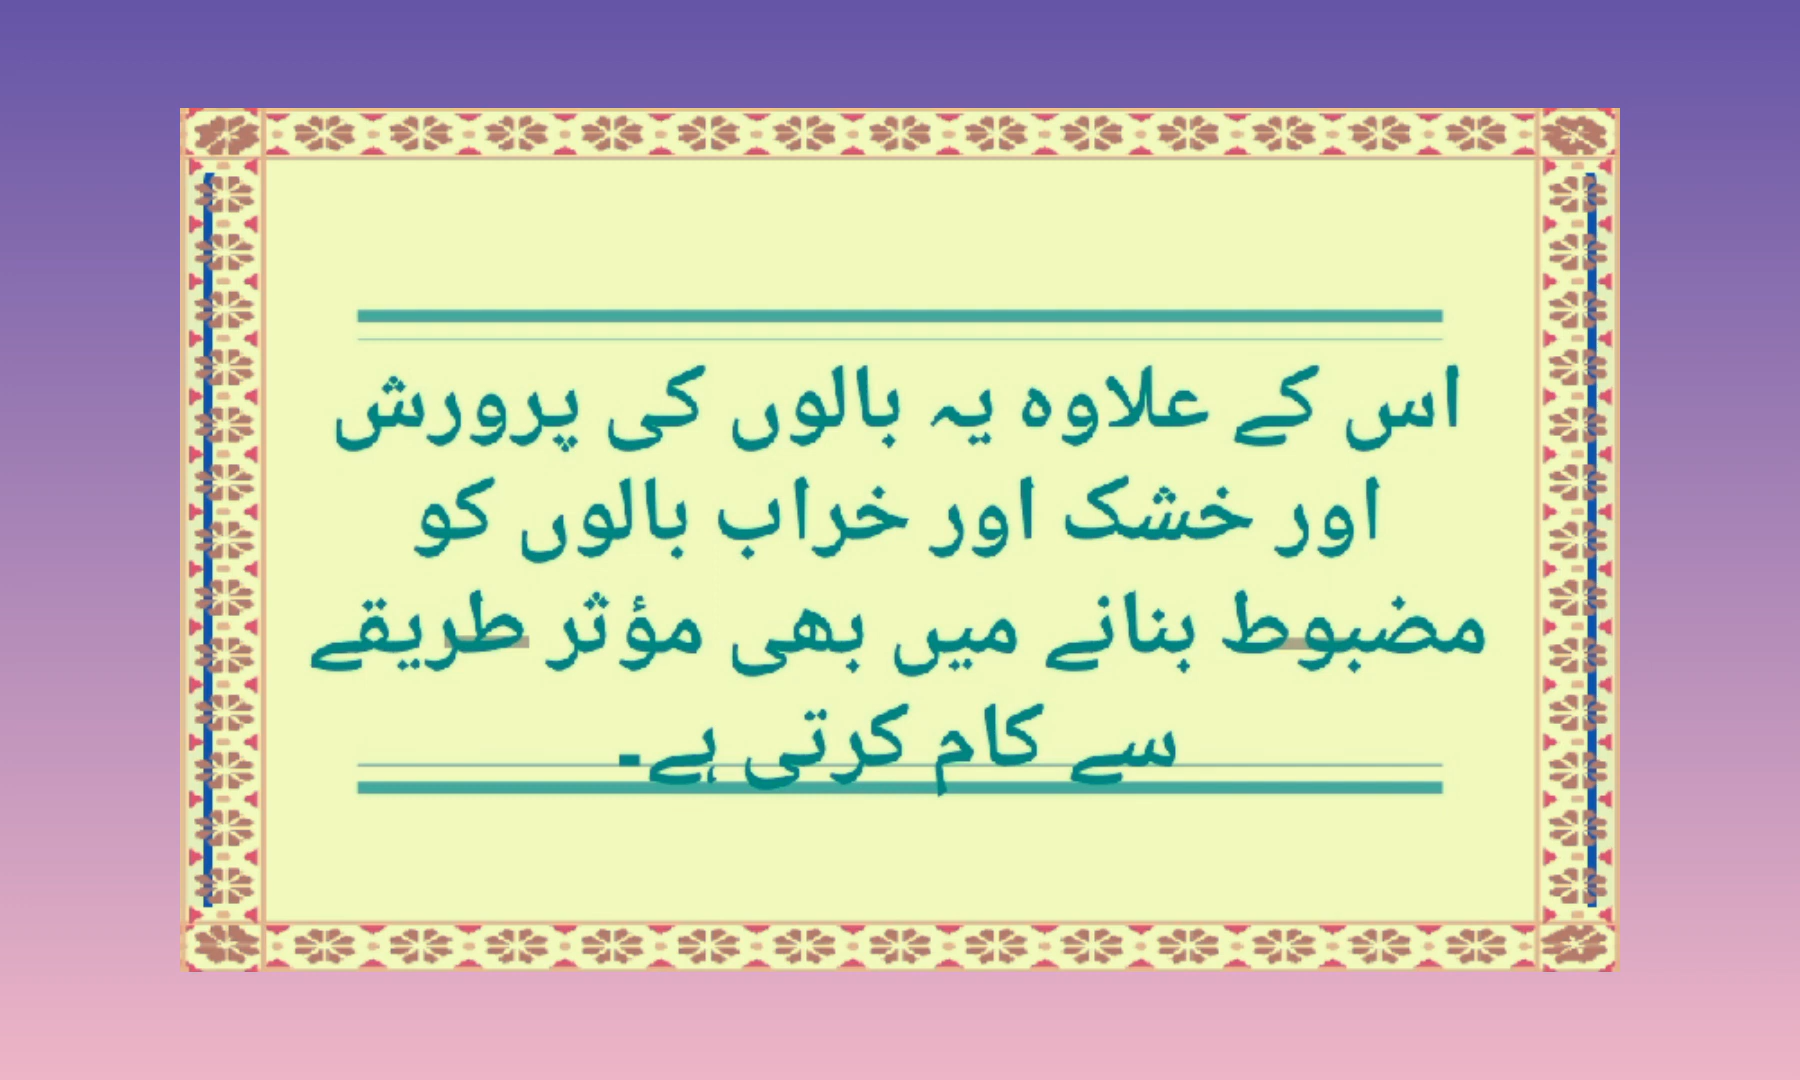 اس کے علاوہ یہ بالوں کی پرورش
اور خشک اور خراب بالوں کو
مضبوط بنانے میں بھی مؤثر طریقے
سے کام کرتی ہے۔